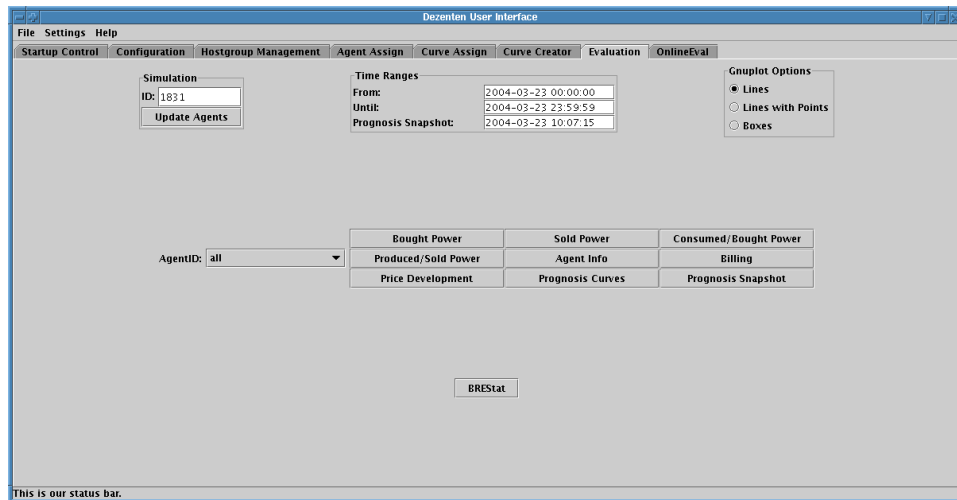 Dezenten User Interface
File Settings Help
Startup Control Configuration Hostgroup Management Agent Assign Curve Assign Curve Creator Evaluation OnlineEval
Simulation
ID: 1831
Update Agents
Time Ranges
From: 2004-03-23 00:00:00
Until: 2004-03-23 23:59:59
Prognosis Snapshot: 2004-03-23 10:07:15
Gnuplot Options
Lines
Lines with Points
Boxes
AgentID: all
Bought Power Sold Power Consumed/Bought Power
Produced/Sold Power Agent Info Billing
Price Development Prognosis Curves Prognosis Snapshot
BREStat
This is our status bar.